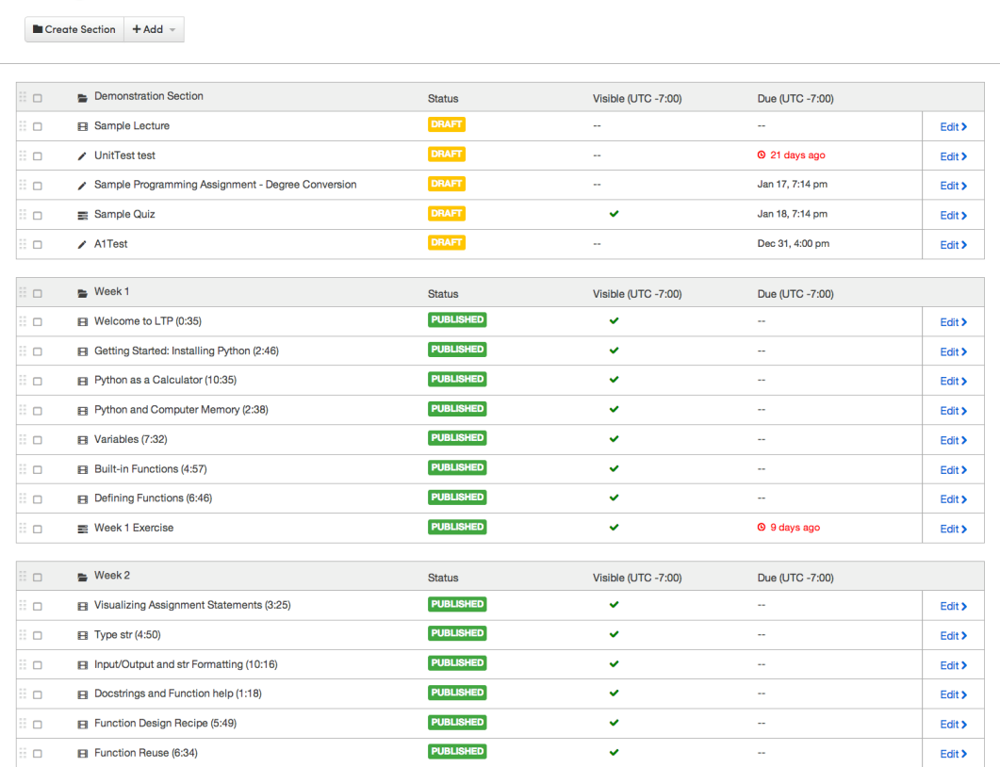 Create Section + Add
Demonstration Section Status Visible (UTC -7:00) Due (UTC -7:00)
Sample Lecture DRAFT -- -- Edit
UnitTest test DRAFT -- 21 days ago Edit
Sample Programming Assignment - Degree Conversion DRAFT -- Jan 17, 7:14 pm Edit
Sample Quiz DRAFT Jan 18, 7:14 pm Edit
A1Test DRAFT -- Dec 31, 4:00 pm Edit
Week 1 Status Visible (UTC -7:00) Due (UTC -7:00)
Welcome to LTP (0:35) PUBLISHED -- Edit
Getting Started: Installing Python (2:46) PUBLISHED -- Edit
Python as a Calculator (10:35) PUBLISHED -- Edit
Python and Computer Memory (2:38) PUBLISHED -- Edit
Variables (7:32) PUBLISHED -- Edit
Built-in Functions (4:57) PUBLISHED -- Edit
Defining Functions (6:46) PUBLISHED -- Edit
Week 1 Exercise PUBLISHED 9 days ago Edit
Week 2 Status Visible (UTC -7:00) Due (UTC -7:00)
Visualizing Assignment Statements (3:25) PUBLISHED -- Edit
Type str (4:50) PUBLISHED -- Edit
Input/Output and str Formatting (10:16) PUBLISHED -- Edit
Docstrings and Function help (1:18) PUBLISHED -- Edit
Function Design Recipe (5:49) PUBLISHED -- Edit
Function Reuse (6:34) PUBLISHED -- Edit